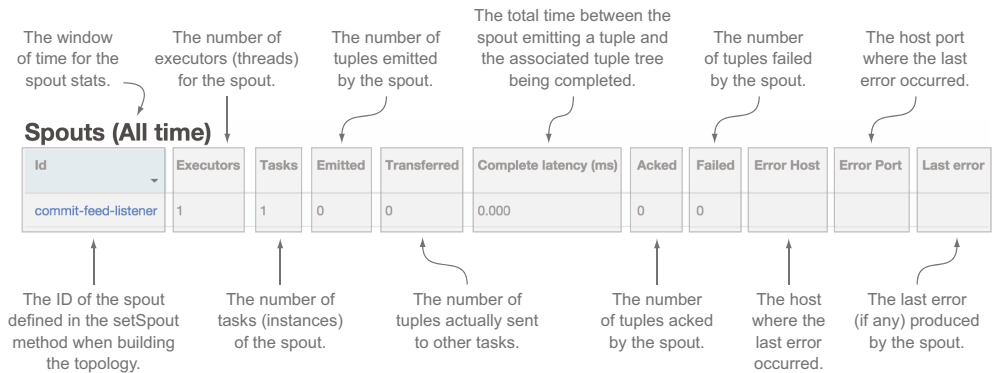 The window
of time for the
spout stats.
The number of
executors (threads)
for the spout.
The number of
tuples emitted
by the spout.
The total time between the
spout emitting a tuple and
the associated tuple tree
being completed.
The number
of tuples failed
by the spout.
The host port
where the last
error occurred.
Spouts (All time)
Id Executors Tasks Emitted Transferred Complete latency (ms) Acked Failed Error Host Error Port Last error
commit-feed-listener 1 1 0 0 0.000 0 0
The ID of the spout
defined in the setSpout
method when building
the topology.
The number of
tasks (instances)
of the spout.
The number of
tuples actually sent
to other tasks.
The number
of tuples acked
by the spout.
The host
where the
last error
occurred.
The last error
(if any) produced
by the spout.